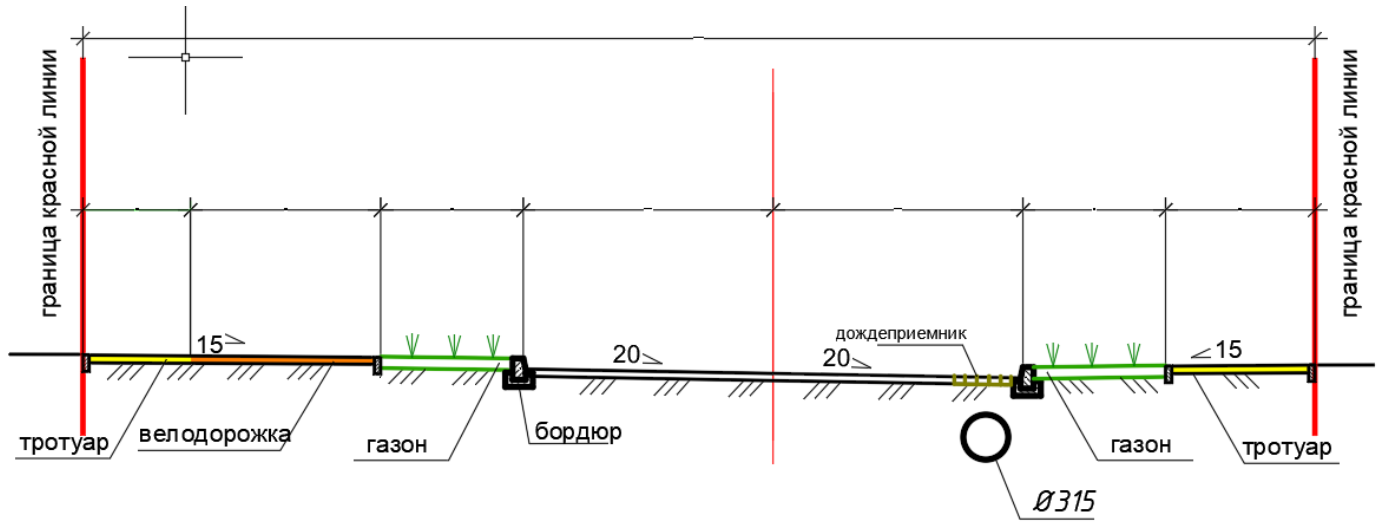 граница красной линии
граница красной линии
15
20
20
дождеприемник
15
тротуар
велодорожка
газон
бордюр
газон
тротуар
Ø315